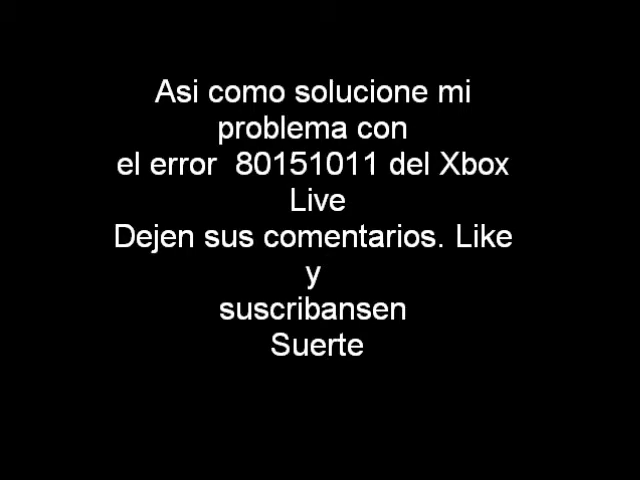 Asi como solucione mi
problema con
el error  80151011 del Xbox
Live
Dejen sus comentarios. Like
y
suscribansen
Suerte